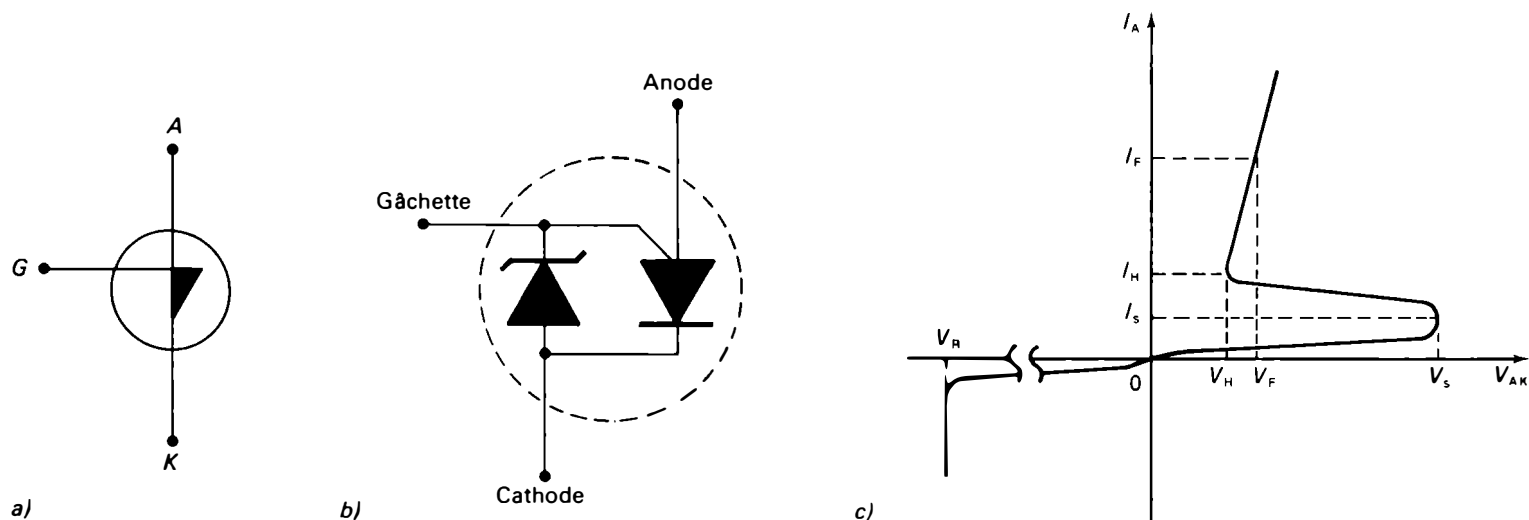 A
G
K
a)
Anode
Gâchette
Cathode
b)
I_A
I_F
I_H
I_S
V_R
0
V_H
V_F
V_S
V_AK
c)